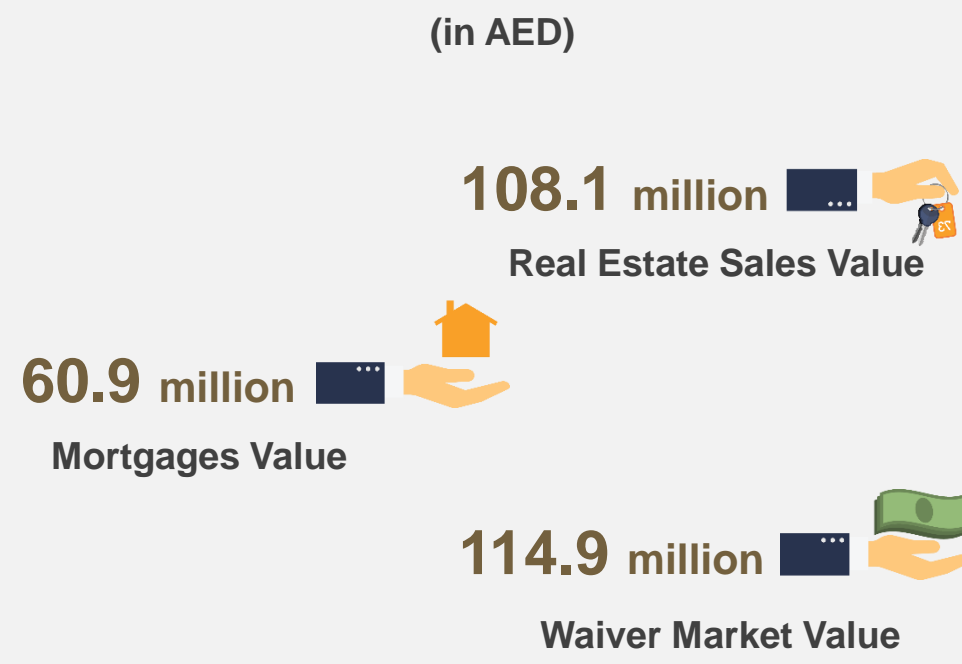 (in AED)
108.1 million
Real Estate Sales Value
60.9 million
Mortgages Value
114.9 million
Waiver Market Value